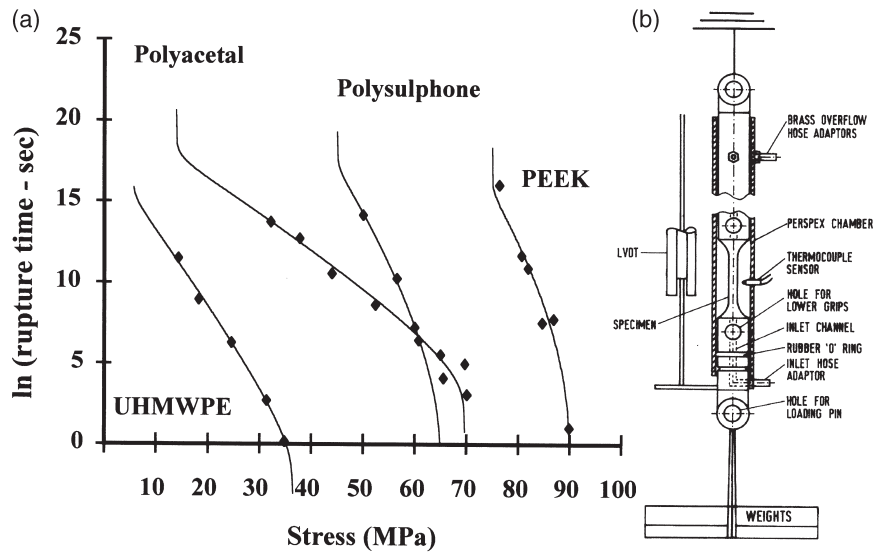 (a)
25
20
15
10
5
0
ln (rupture time - sec)
Polyacetal
Polysulphone
PEEK
UHMWPE
10 20 30 40 50 60 70 80 90 100
Stress (MPa)
(b)
BRASS OVERFLOW
HOSE ADAPTORS
PERSPEX CHAMBER
LVDT
THERMOCOUPLE
SENSOR
HOLE FOR
LOWER GRIPS
SPECIMEN
INLET CHANNEL
RUBBER 'O' RING
INLET HOSE
ADAPTOR
HOLE FOR
LOADING PIN
WEIGHTS